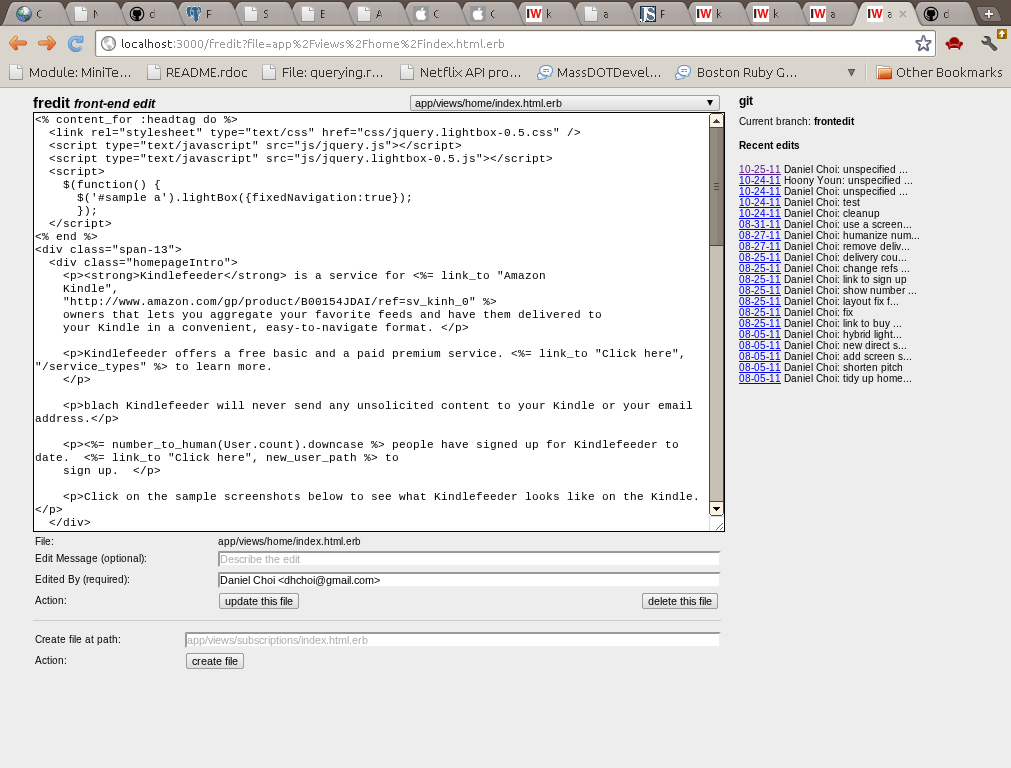 C
N
d
F
S
E
A
C
C
k
a
F
k
k
a
a
d
localhost:3000/fredit?file=app%2Fviews%2Fhome%2Findex.html.erb
Module: MiniTe... README.rdoc File: querying.r... Netflix API pro... MassDOTDevel... Boston Ruby G... Other Bookmarks
fredit front-end edit
app/views/home/index.html.erb
<% content_for :headtag do %>
<link rel="stylesheet" type="text/css" href="css/jquery.lightbox-0.5.css" />
<script type="text/javascript" src="js/jquery.js"></script>
<script type="text/javascript" src="js/jquery.lightbox-0.5.js"></script>
<script>
$(function() {
$('#sample a').lightBox({fixedNavigation:true});
});
</script>
<% end %>
<div class="span-13">
<div class="homepageIntro">
<p><strong>Kindlefeeder</strong> is a service for <%= link_to "Amazon
Kindle",
"http://www.amazon.com/gp/product/B00154JDAI/ref=sv_kinh_0" %>
owners that lets you aggregate your favorite feeds and have them delivered to
your Kindle in a convenient, easy-to-navigate format. </p>
<p>Kindlefeeder offers a free basic and a paid premium service. <%= link_to "Click here",
"/service_types" %> to learn more.
</p>
<p>blach Kindlefeeder will never send any unsolicited content to your Kindle or your email
address.</p>
<p><%= number_to_human(User.count).downcase %> people have signed up for Kindlefeeder to
date.  <%= link_to "Click here", new_user_path %> to
sign up.  </p>
<p>Click on the sample screenshots below to see what Kindlefeeder looks like on the Kindle.
</p>
</div>
File: app/views/home/index.html.erb
Edit Message (optional): Describe the edit
Edited By (required): Daniel Choi <dhchoi@gmail.com>
Action: update this file delete this file
Create file at path: app/views/subscriptions/index.html.erb
Action: create file
git
Current branch: frontedit
Recent edits
10-25-11 Daniel Choi: unspecified ...
10-24-11 Hoony Youn: unspecified ...
10-24-11 Daniel Choi: unspecified ...
10-24-11 Daniel Choi: test
10-24-11 Daniel Choi: cleanup
08-31-11 Daniel Choi: use a screen...
08-27-11 Daniel Choi: humanize num...
08-27-11 Daniel Choi: remove deliv...
08-25-11 Daniel Choi: delivery cou...
08-25-11 Daniel Choi: change refs ...
08-25-11 Daniel Choi: link to sign up
08-25-11 Daniel Choi: show number ...
08-25-11 Daniel Choi: layout fix f...
08-25-11 Daniel Choi: fix
08-25-11 Daniel Choi: link to buy ...
08-05-11 Daniel Choi: hybrid light...
08-05-11 Daniel Choi: new direct s...
08-05-11 Daniel Choi: add screen s...
08-05-11 Daniel Choi: shorten pitch
08-05-11 Daniel Choi: tidy up home...